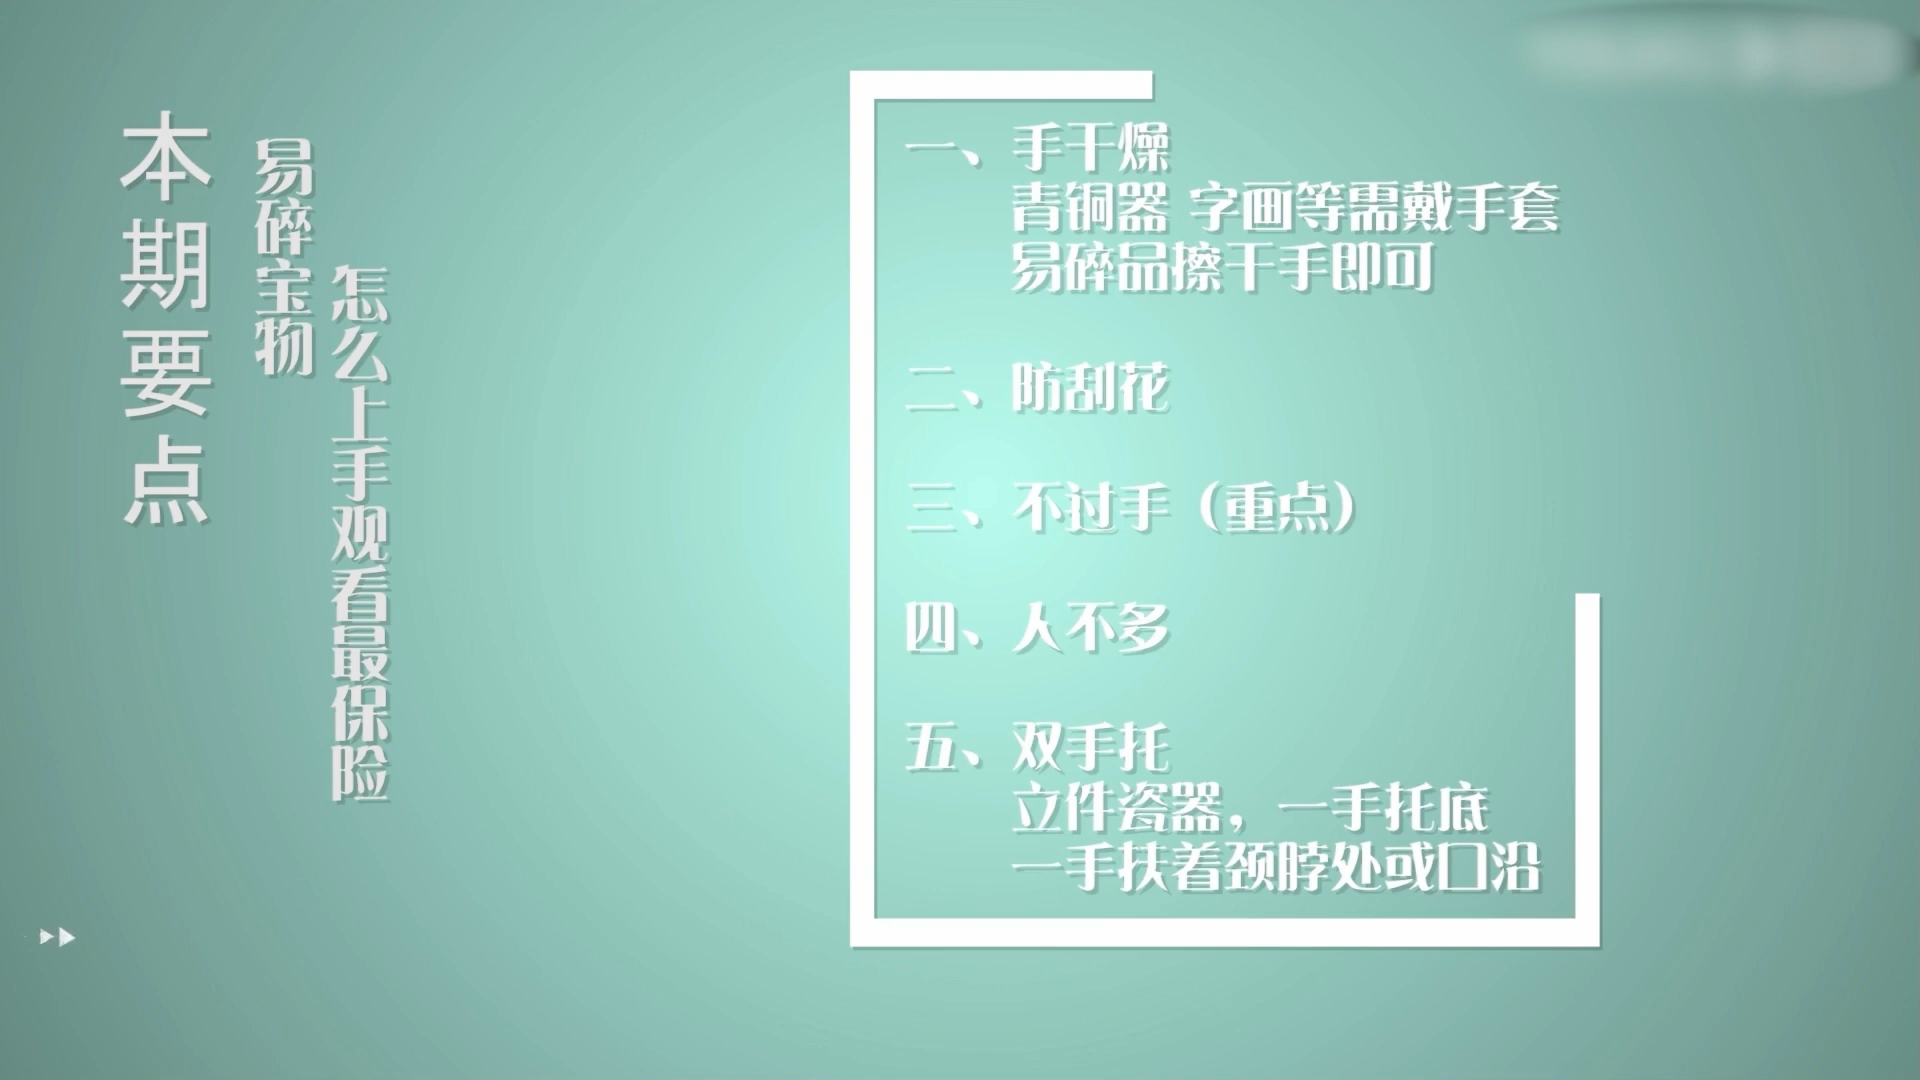 本期要点
易碎宝物
怎么上手观看最保险
一、手干燥
青铜器 字画等需戴手套
易碎品擦干手即可
二、防刮花
三、不过手（重点）
四、人不多
五、双手托
立件瓷器，一手托底
一手扶着颈脖处或口沿